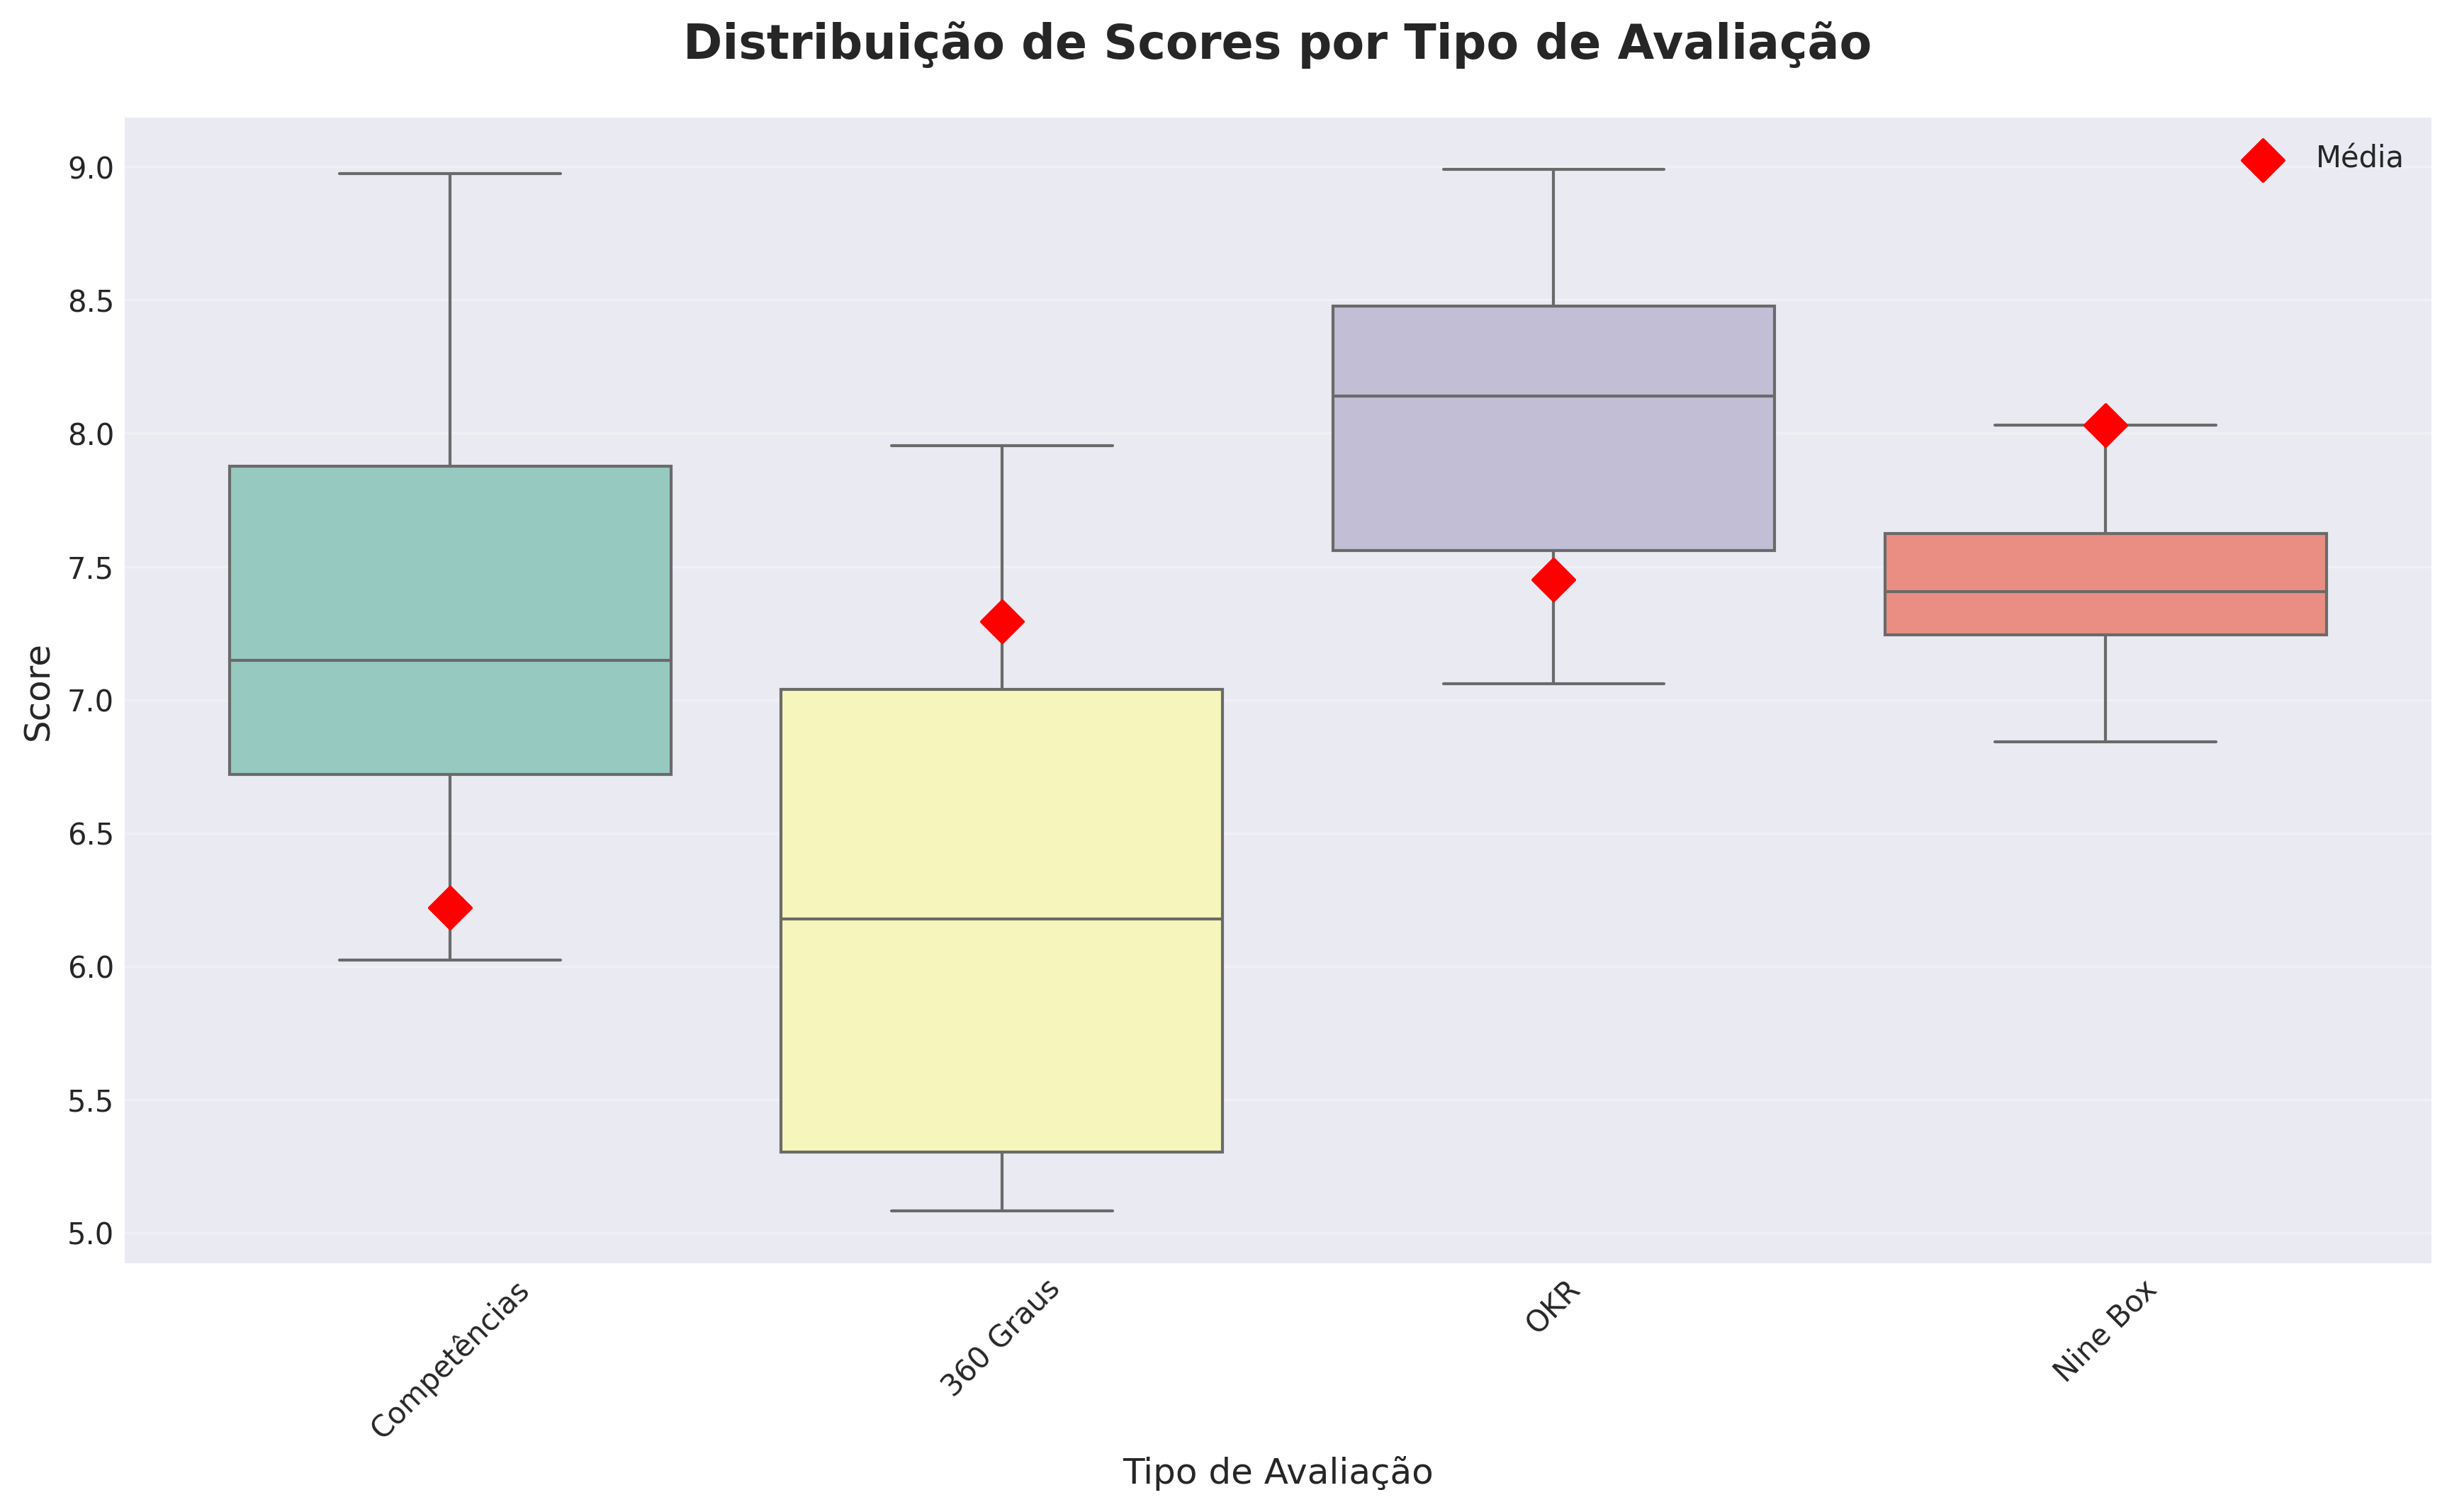 Distribuição de Scores por Tipo de Avaliação
Média
Score
9.0
8.5
8.0
7.5
7.0
6.5
6.0
5.5
5.0
Competências
360 Graus
OKR
Nine Box
Tipo de Avaliação